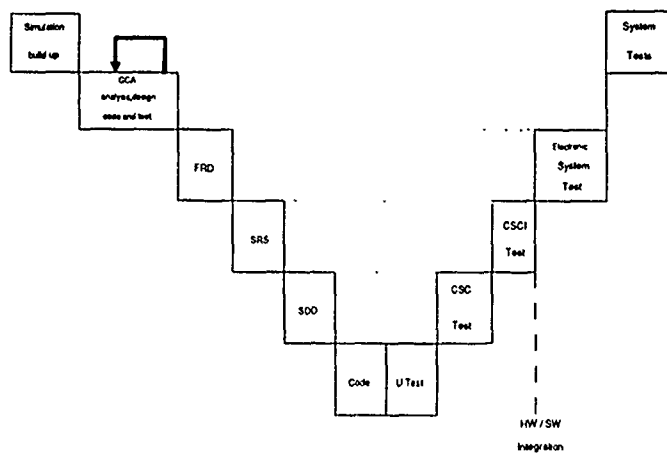 Simulation
build up
System
Tests
GCA
analysis,design
code and test
Electronic
System
Test
FRD
CSCI
Test
SRS
CSC
Test
SDD
Code
U Test
HW / SW
Integration